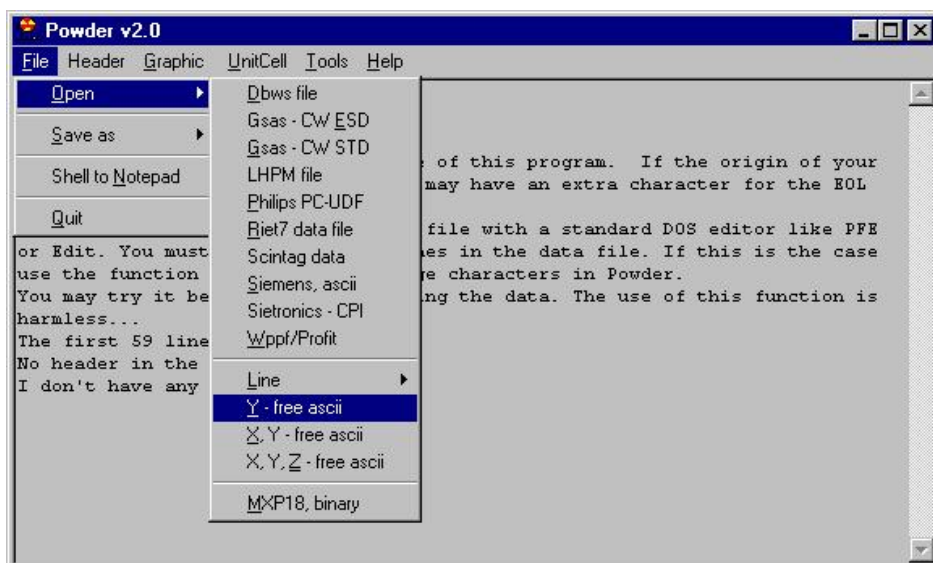 Powder v2.0
File Header Graphic UnitCell Tools Help
Open
Save as
Shell to Notepad
Quit
Dbws file
Gsas - CW ESD
Gsas - CW STD
LHPM file
Philips PC-UDF
Riet7 data file
Scintag data
Siemens, ascii
Sietronics - CPI
Wppf/Profit
Line
Y - free ascii
X, Y - free ascii
X, Y, Z - free ascii
MXP18, binary
of this program. If the origin of your
may have an extra character for the EOL
file with a standard DOS editor like PFE
or Edit. You must in the data file. If this is the case
use the function characters in Powder.
You may try it the data. The use of this function is
harmless...
The first 59
No header in the
I don't have any